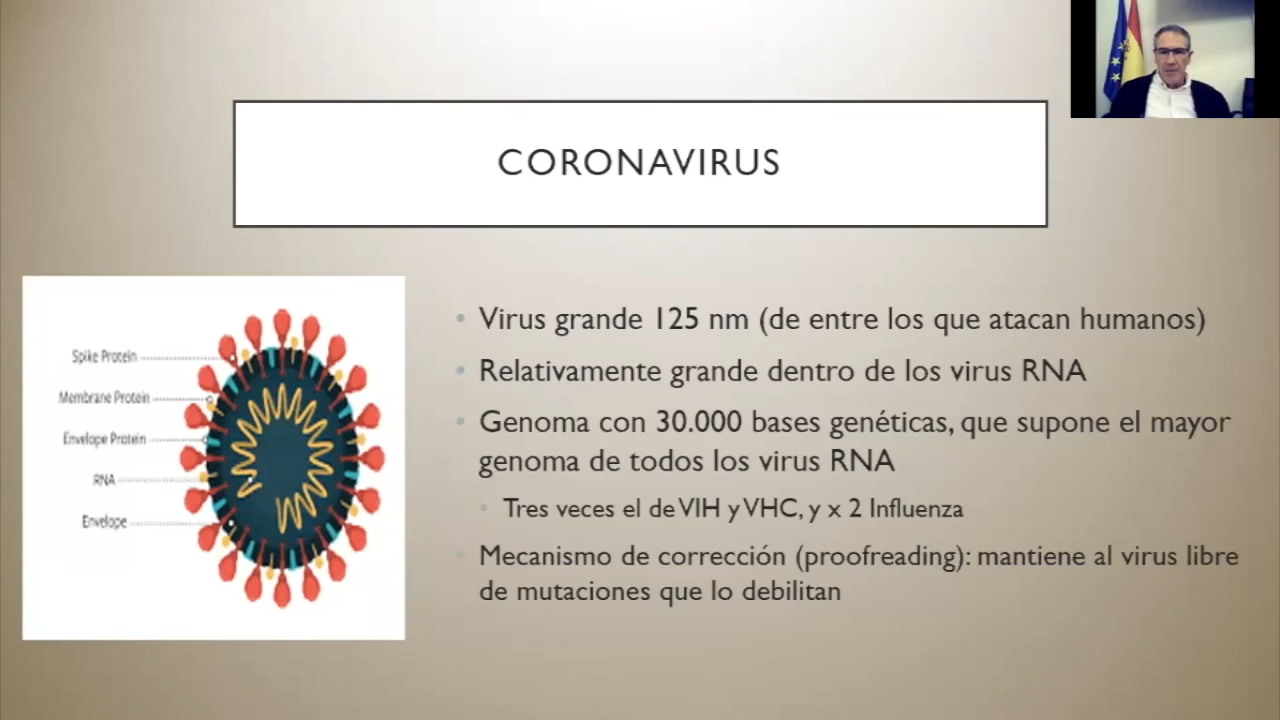 CORONAVIRUS
Spike Protein
Membrane Protein
Envelope Protein
RNA
Envelope
Virus grande 125 nm (de entre los que atacan humanos)
Relativamente grande dentro de los virus RNA
Genoma con 30.000 bases genéticas, que supone el mayor
genoma de todos los virus RNA
Tres veces el de VIH y VHC, y x 2 Influenza
Mecanismo de corrección (proofreading): mantiene al virus libre
de mutaciones que lo debilitan